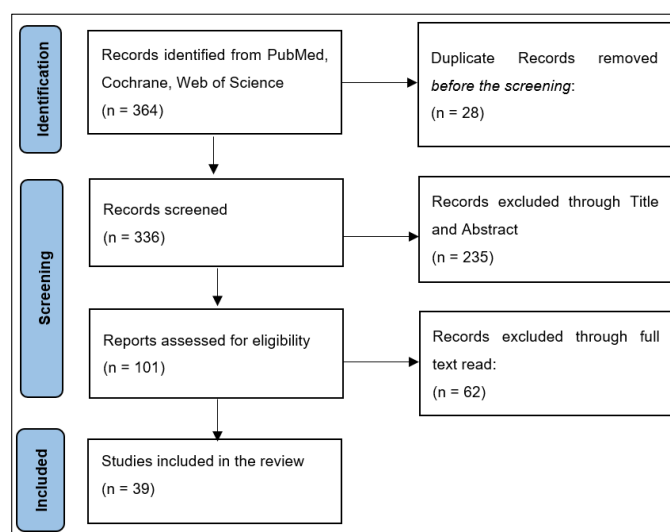 Identification
Records identified from PubMed,
Cochrane, Web of Science
(n = 364)
Duplicate Records removed
before the screening:
(n = 28)
Screening
Records screened
(n = 336)
Records excluded through Title
and Abstract
(n = 235)
Reports assessed for eligibility
(n = 101)
Records excluded through full
text read:
(n = 62)
Included
Studies included in the review
(n = 39)